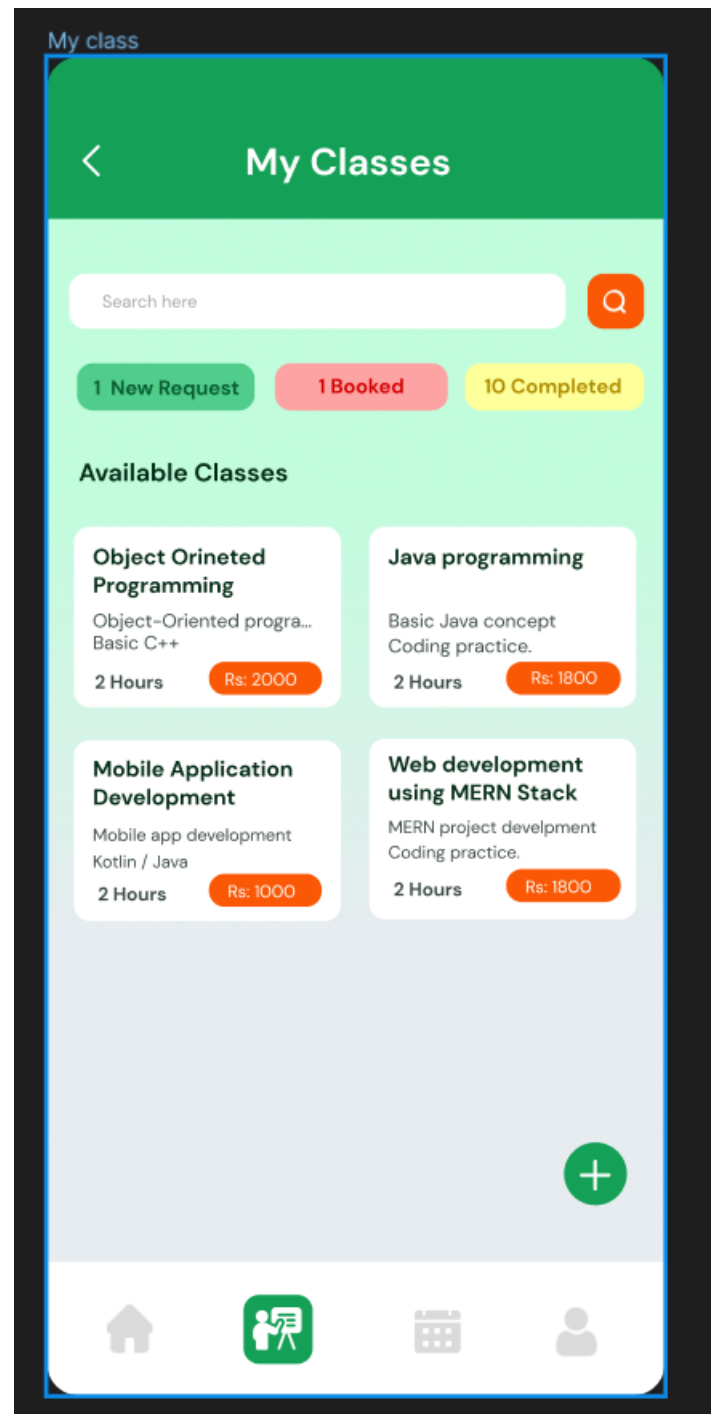 My class
My Classes
Search here
1 New Request
1 Booked
10 Completed
Available Classes
Object Orineted
Programming
Object-Oriented progra...
Basic C++
2 Hours
Rs: 2000
Java programming
Basic Java concept
Coding practice.
2 Hours
Rs: 1800
Mobile Application
Development
Mobile app development
Kotlin / Java
2 Hours
Rs: 1000
Web development
using MERN Stack
MERN project develpment
Coding practice.
2 Hours
Rs: 1800